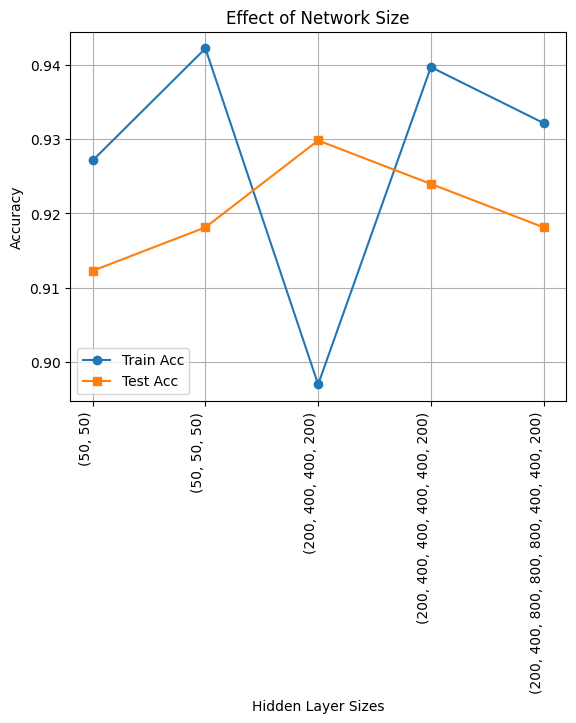 Effect of Network Size
Accuracy
0.94
0.93
0.92
0.91
0.90
Train Acc
Test Acc
(50, 50)
(50, 50, 50)
(200, 400, 400, 200)
(200, 400, 400, 400, 400, 200)
(200, 400, 800, 800, 800, 400, 400, 200)
Hidden Layer Sizes